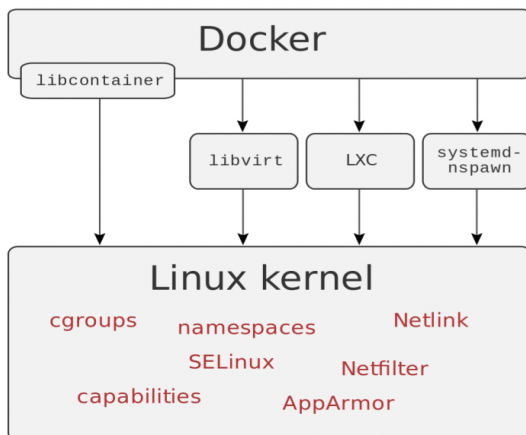 Docker
libcontainer
libvirt
LXC
systemd-
nspawn
Linux kernel
cgroups
namespaces
Netlink
SELinux
Netfilter
capabilities
AppArmor